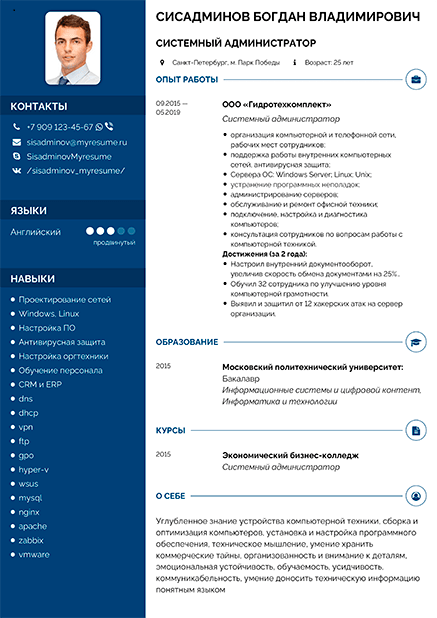 СИСАДМИНОВ БОГДАН ВЛАДИМИРОВИЧ
СИСТЕМНЫЙ АДМИНИСТРАТОР
Санкт-Петербург, м. Парк Победы
Возраст: 25 лет
КОНТАКТЫ
+7 909 123-45-67
sisadminov@myresume.ru
SisadminovMyresume
/sisadminov_myresume/
ЯЗЫКИ
Английский
продвинутый
НАВЫКИ
Проектирование сетей
Windows, Linux
Настройка ПО
Антивирусная защита
Настройка оргтехники
Обучение персонала
CRM и ERP
dns
dhcp
vpn
ftp
gpo
hyper-v
wsus
mysql
nginx
apache
zabbix
vmware
ОПЫТ РАБОТЫ
09.2015 —
05.2019
ООО «Гидротехкомплект»
Системный администратор
организация компьютерной и телефонной сети,
рабочих мест сотрудников;
поддержка работы внутренних компьютерных
сетей, антивирусная защита;
Сервера ОС: Windows Server; Linux; Unix;
устранение программных неполадок;
администрирование серверов;
обслуживание и ремонт офисной техники;
подключение, настройка и диагностика
компьютеров;
консультация сотрудников по вопросам работы с
компьютерной техникой.
Достижения (за 2 года):
Настроил внутренний документооборот,
увеличив скорость обмена документами на 25%.
Обучил 32 сотрудника по улучшению уровня
компьютерной грамотности.
Выявил и защитил от 12 хакерских атак на сервер
организации.
ОБРАЗОВАНИЕ
2015
Московский политехнический университет:
Бакалавр
Информационные системы и цифровой контент,
Информатика и технологии
КУРСЫ
2015
Экономический бизнес-колледж
Системный администратор
О СЕБЕ
Углубленное знание устройства компьютерной техники, сборка и
оптимизация компьютеров, установка и настройка программного
обеспечения, техническое мышление, умение хранить
коммерческие тайны, организованность и внимание к деталям,
эмоциональная устойчивость, обучаемость, усидчивость,
коммуникабельность, умение доносить техническую информацию
понятным языком